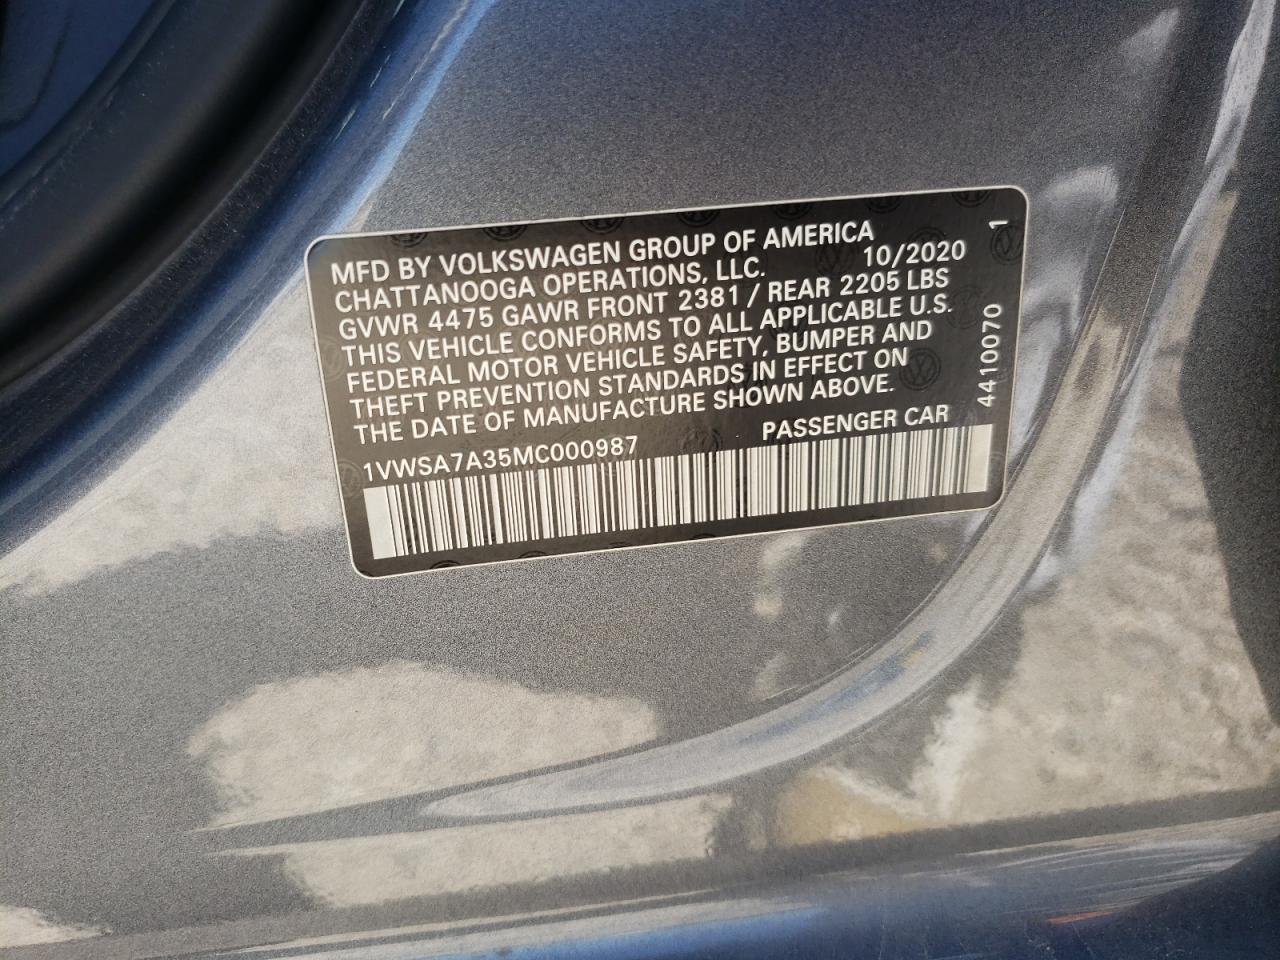 MFD BY VOLKSWAGEN GROUP OF AMERICA
CHATTANOOGA OPERATIONS, LLC. 10/2020 1
GVWR 4475 GAWR FRONT 2381 / REAR 2205 LBS
THIS VEHICLE CONFORMS TO ALL APPLICABLE U.S.
FEDERAL MOTOR VEHICLE SAFETY, BUMPER AND
THEFT PREVENTION STANDARDS IN EFFECT ON
THE DATE OF MANUFACTURE SHOWN ABOVE.
4410070
1VWSA7A35MC000987 PASSENGER CAR